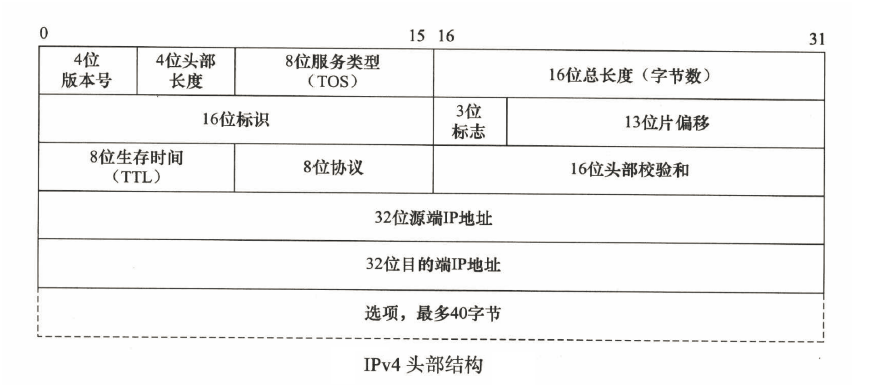 0 15 16 31
4位
版本号
4位头部
长度
8位服务类型
（TOS）
16位总长度（字节数）
16位标识
3位
标志
13位片偏移
8位生存时间
（TTL）
8位协议
16位头部校验和
32位源端IP地址
32位目的端IP地址
选项，最多40字节
IPv4 头部结构